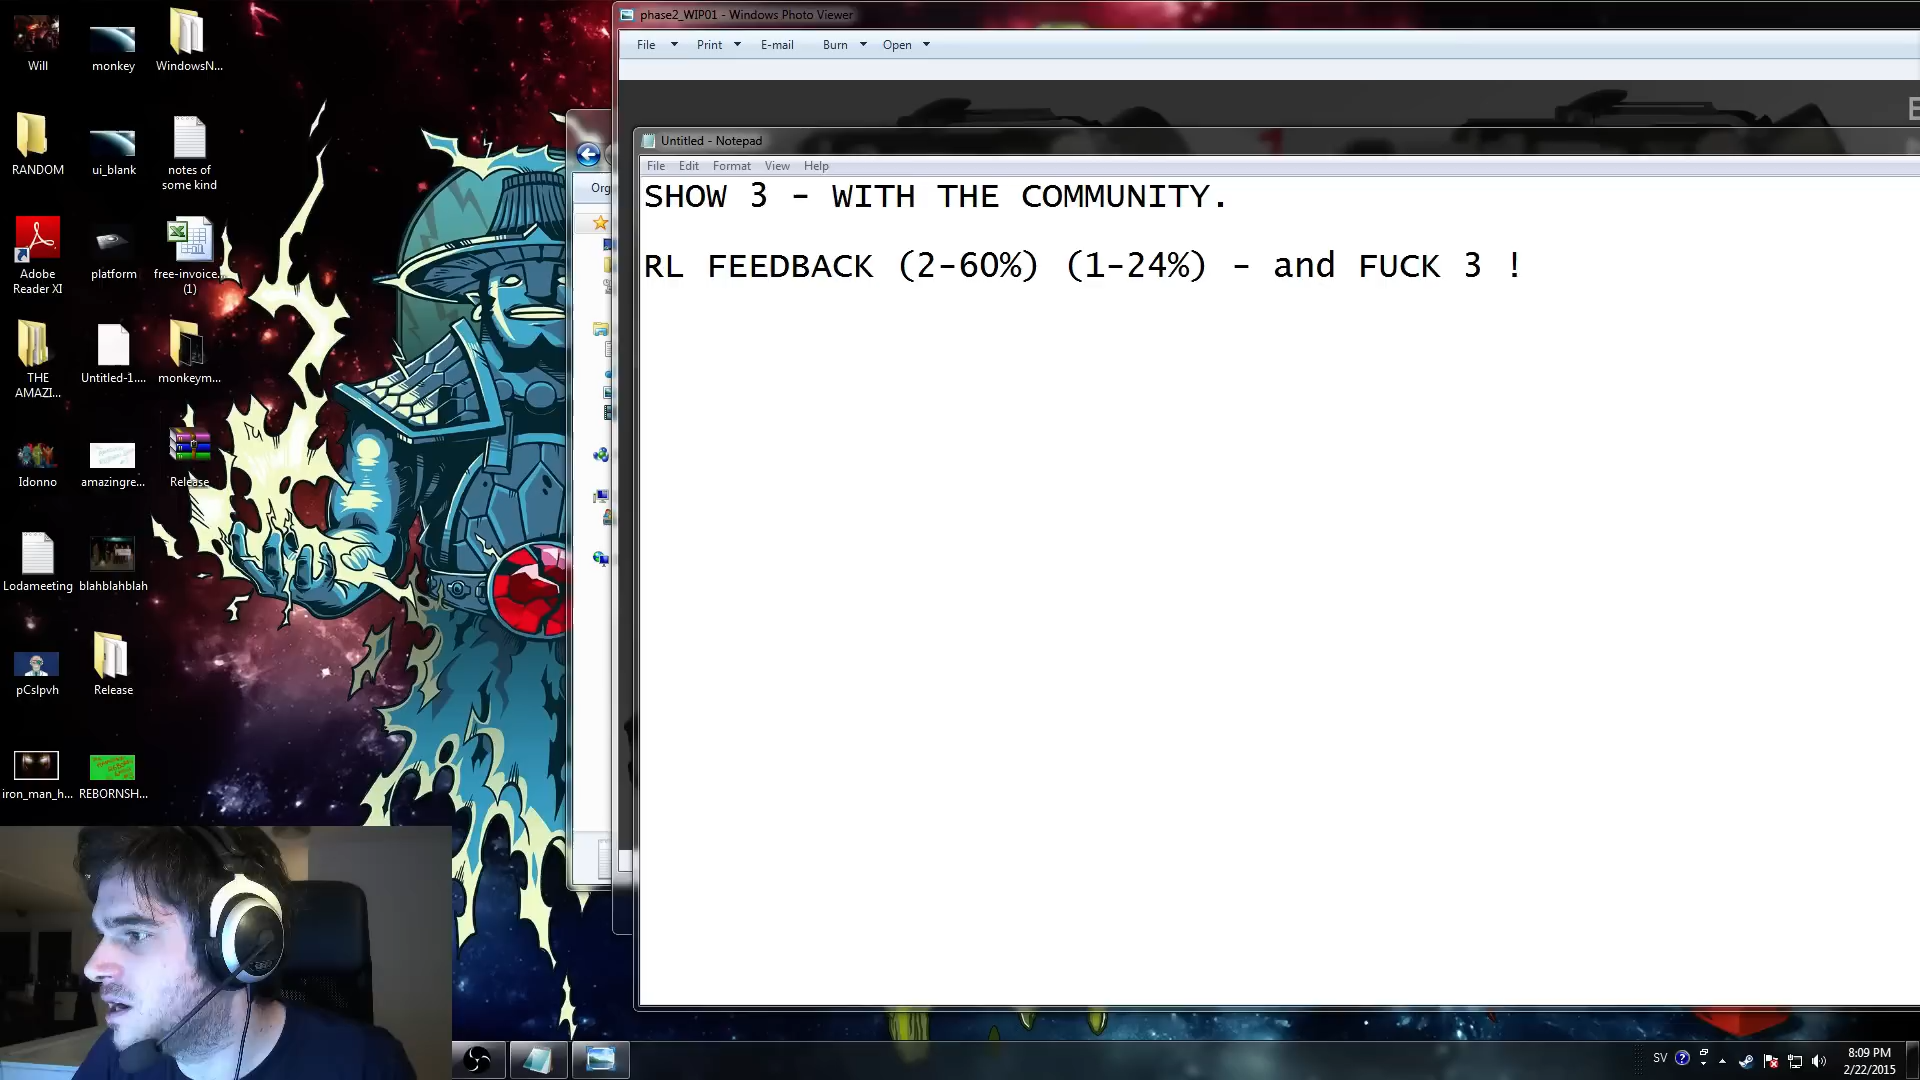 phase2_WIP01 - Windows Photo Viewer
File Print E-mail Burn Open
Untitled - Notepad
File Edit Format View Help
SHOW 3 - WITH THE COMMUNITY.
RL FEEDBACK (2-60%) (1-24%) - and FUCK 3 !
Org
Will
monkey
WindowsN...
RANDOM
ui_blank
notes of
some kind
Adobe
Reader XI
platform
free-invoice...
(1)
THE
AMAZI...
Untitled-1....
monkeym...
Idonno
amazingre...
Release
Lodameeting
blahblahblah
pCslpvh
Release
iron_man_h...
REBORNSH...
SV
8:09 PM
2/22/2015